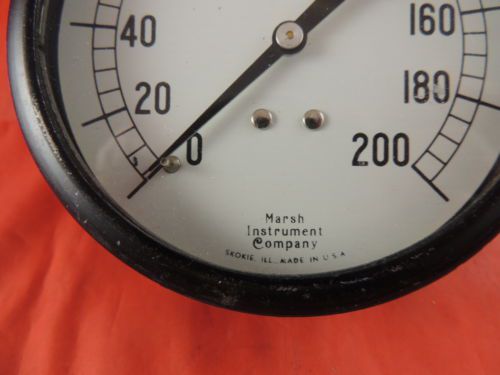 40
160
20
180
0
200
Marsh
Instrument
Company
SKOKIE, ILL., MADE IN U.S.A.